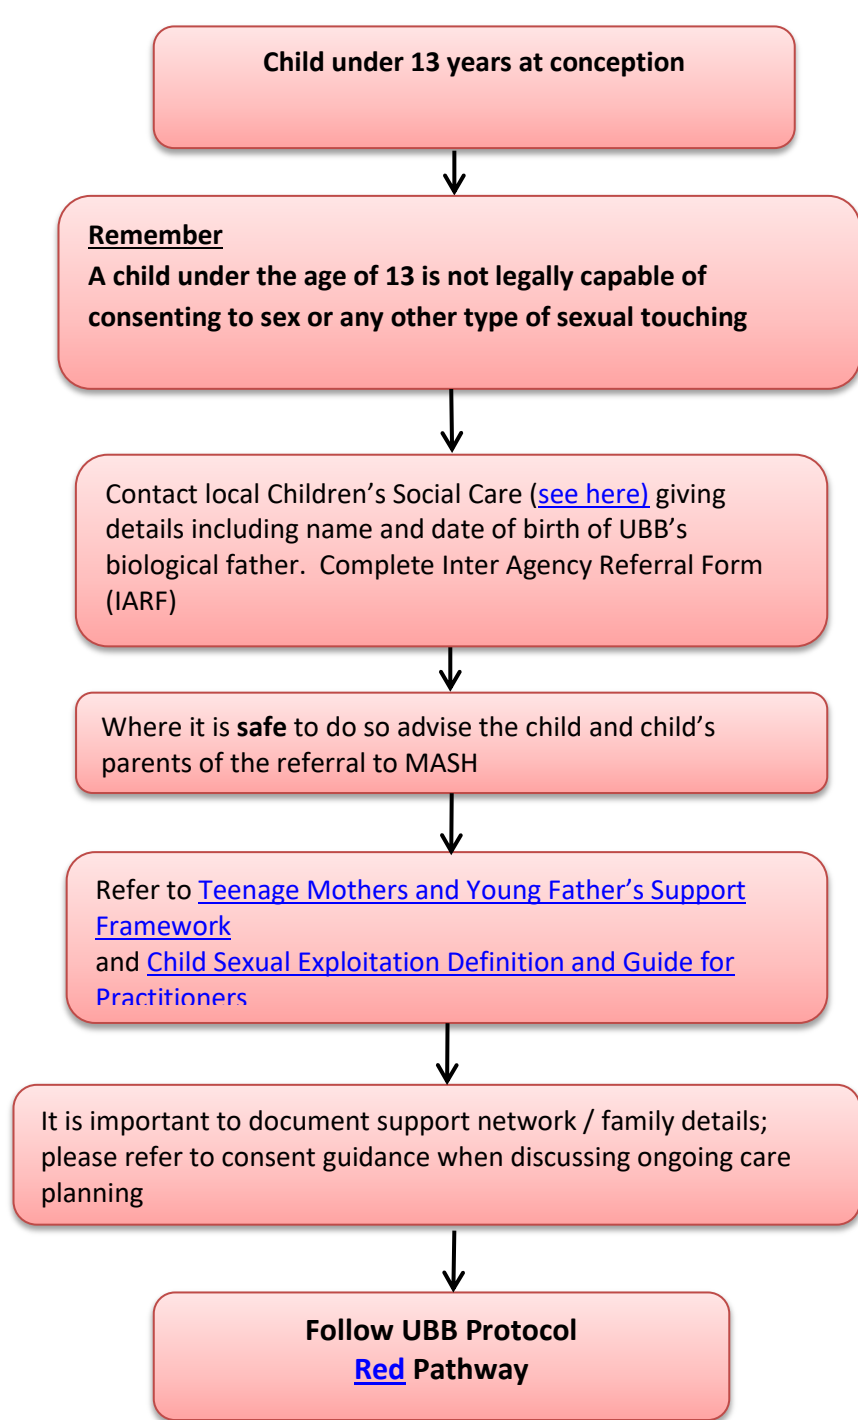 Child under 13 years at conception
Remember
A child under the age of 13 is not legally capable of
consenting to sex or any other type of sexual touching
Contact local Children’s Social Care (see here) giving
details including name and date of birth of UBB’s
biological father.  Complete Inter Agency Referral Form
(IARF)
Where it is safe to do so advise the child and child’s
parents of the referral to MASH
Refer to Teenage Mothers and Young Father’s Support
Framework
and Child Sexual Exploitation Definition and Guide for
Practitioners
It is important to document support network / family details;
please refer to consent guidance when discussing ongoing care
planning
Follow UBB Protocol
Red Pathway